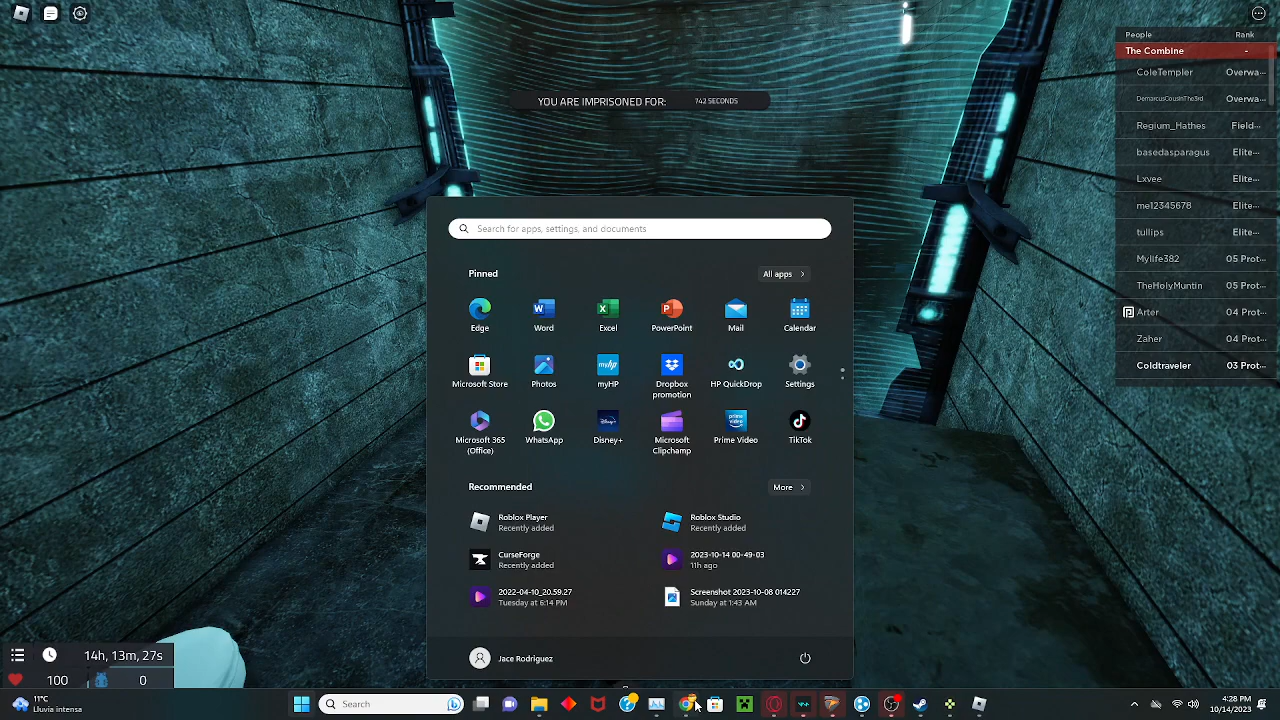 People Rank
The Combine -
ColeTempler Overwa...
DemascusCousinThe3rd Overwa...
Regium_Hathes Field...
basedasparagus Elite...
Lxvve Elite...
me12345678 Elite...
tullips Elite...
Mylife382 05 Prot...
TheHolyMuntin 05 Prot...
Arter 05 Prot...
Zaher 04 Prot...
Coldtraveler 03 Prot...
YOU ARE IMPRISONED FOR: 742 SECONDS
Search for apps, settings, and documents
Pinned All apps
Edge Word Excel PowerPoint Mail Calendar
Microsoft Store Photos myHP Dropbox promotion HP QuickDrop Settings
Microsoft 365 (Office) WhatsApp Disney+ Microsoft Clipchamp Prime Video TikTok
Recommended More
Roblox Player
Recently added
Roblox Studio
Recently added
CurseForge
Recently added
2023-10-14 00-49-03
11h ago
2022-04-10_20.59.27
Tuesday at 6:14 PM
Screenshot 2023-10-08 014227
Sunday at 1:43 AM
Jace Rodriguez
14h, 13m, 27s
100 0
11°C
Lluvia intensa
Search
4:28 PM
10/14/2023